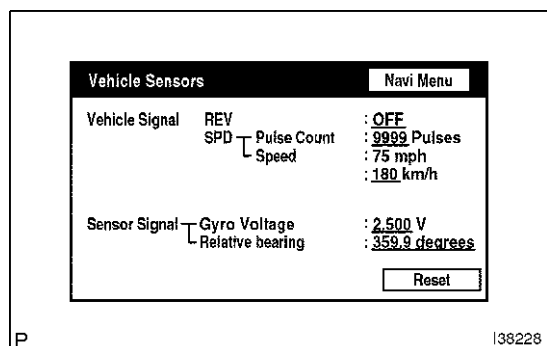 Vehicle Sensors Navi Menu
Vehicle Signal REV : OFF
SPD Pulse Count : 9999 Pulses
Speed : 75 mph
: 180 km/h
Sensor Signal Gyro Voltage : 2.500 V
Relative bearing : 359.9 degrees
Reset
P I38228